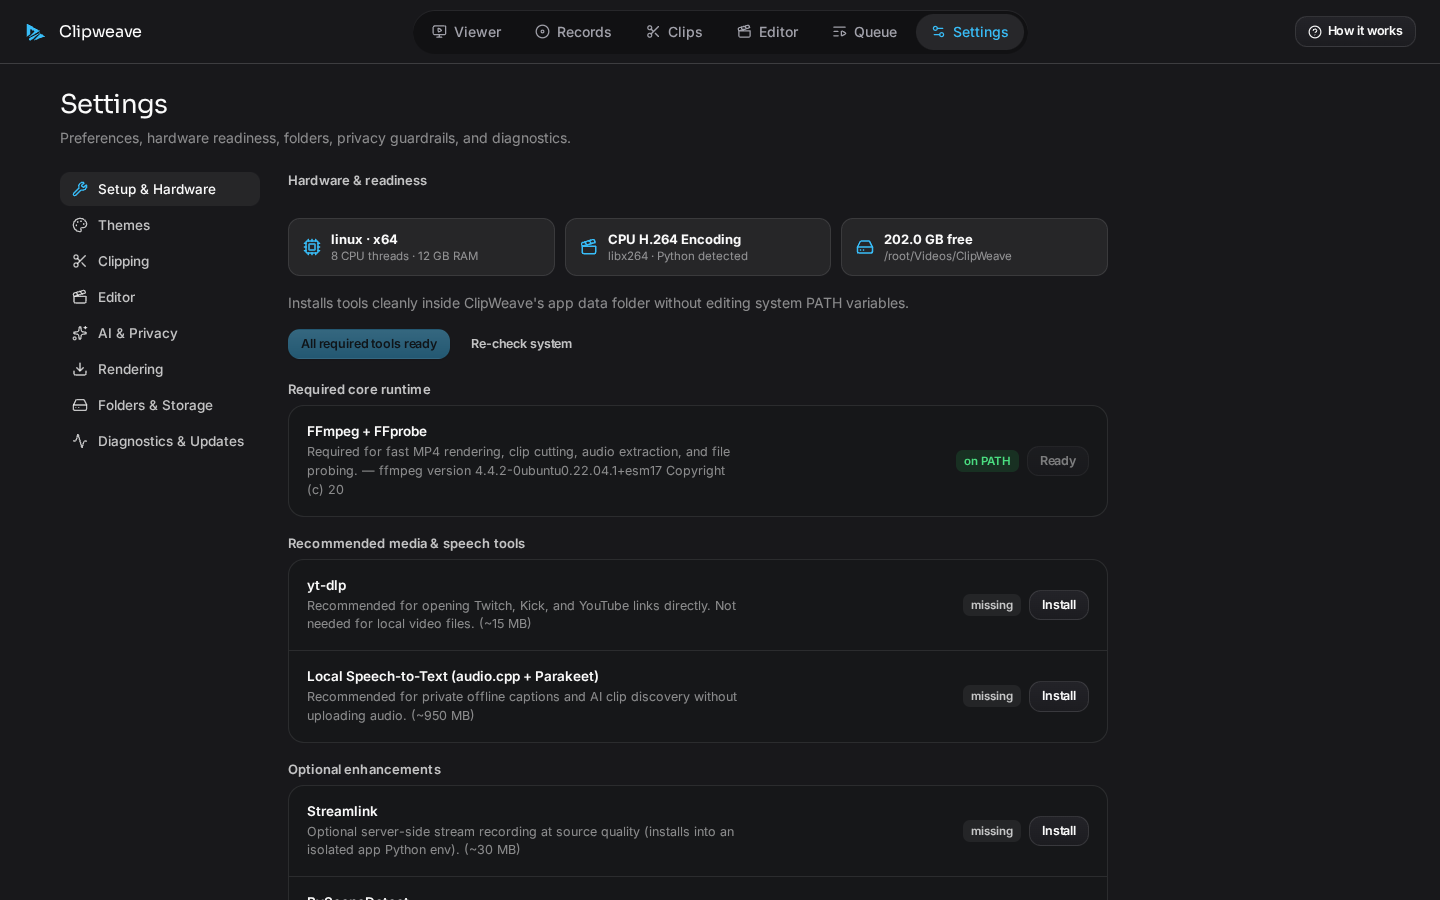 Clipweave
Viewer
Records
Clips
Editor
Queue
Settings
How it works
Settings
Preferences, hardware readiness, folders, privacy guardrails, and diagnostics.
Setup & Hardware
Themes
Clipping
Editor
AI & Privacy
Rendering
Folders & Storage
Diagnostics & Updates
Hardware & readiness
linux · x64
8 CPU threads · 12 GB RAM
CPU H.264 Encoding
libx264 · Python detected
202.0 GB free
/root/Videos/ClipWeave
Installs tools cleanly inside ClipWeave's app data folder without editing system PATH variables.
All required tools ready
Re-check system
Required core runtime
FFmpeg + FFprobe
Required for fast MP4 rendering, clip cutting, audio extraction, and file
probing. — ffmpeg version 4.4.2-0ubuntu0.22.04.1+esm17 Copyright
(c) 20
on PATH
Ready
Recommended media & speech tools
yt-dlp
Recommended for opening Twitch, Kick, and YouTube links directly. Not
needed for local video files. (~15 MB)
missing
Install
Local Speech-to-Text (audio.cpp + Parakeet)
Recommended for private offline captions and AI clip discovery without
uploading audio. (~950 MB)
missing
Install
Optional enhancements
Streamlink
Optional server-side stream recording at source quality (installs into an
isolated app Python env). (~30 MB)
missing
Install